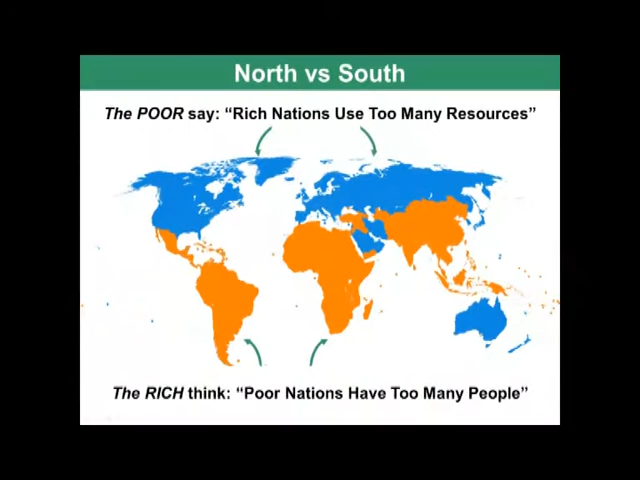 North vs South
The POOR say: “Rich Nations Use Too Many Resources”
The RICH think: “Poor Nations Have Too Many People”